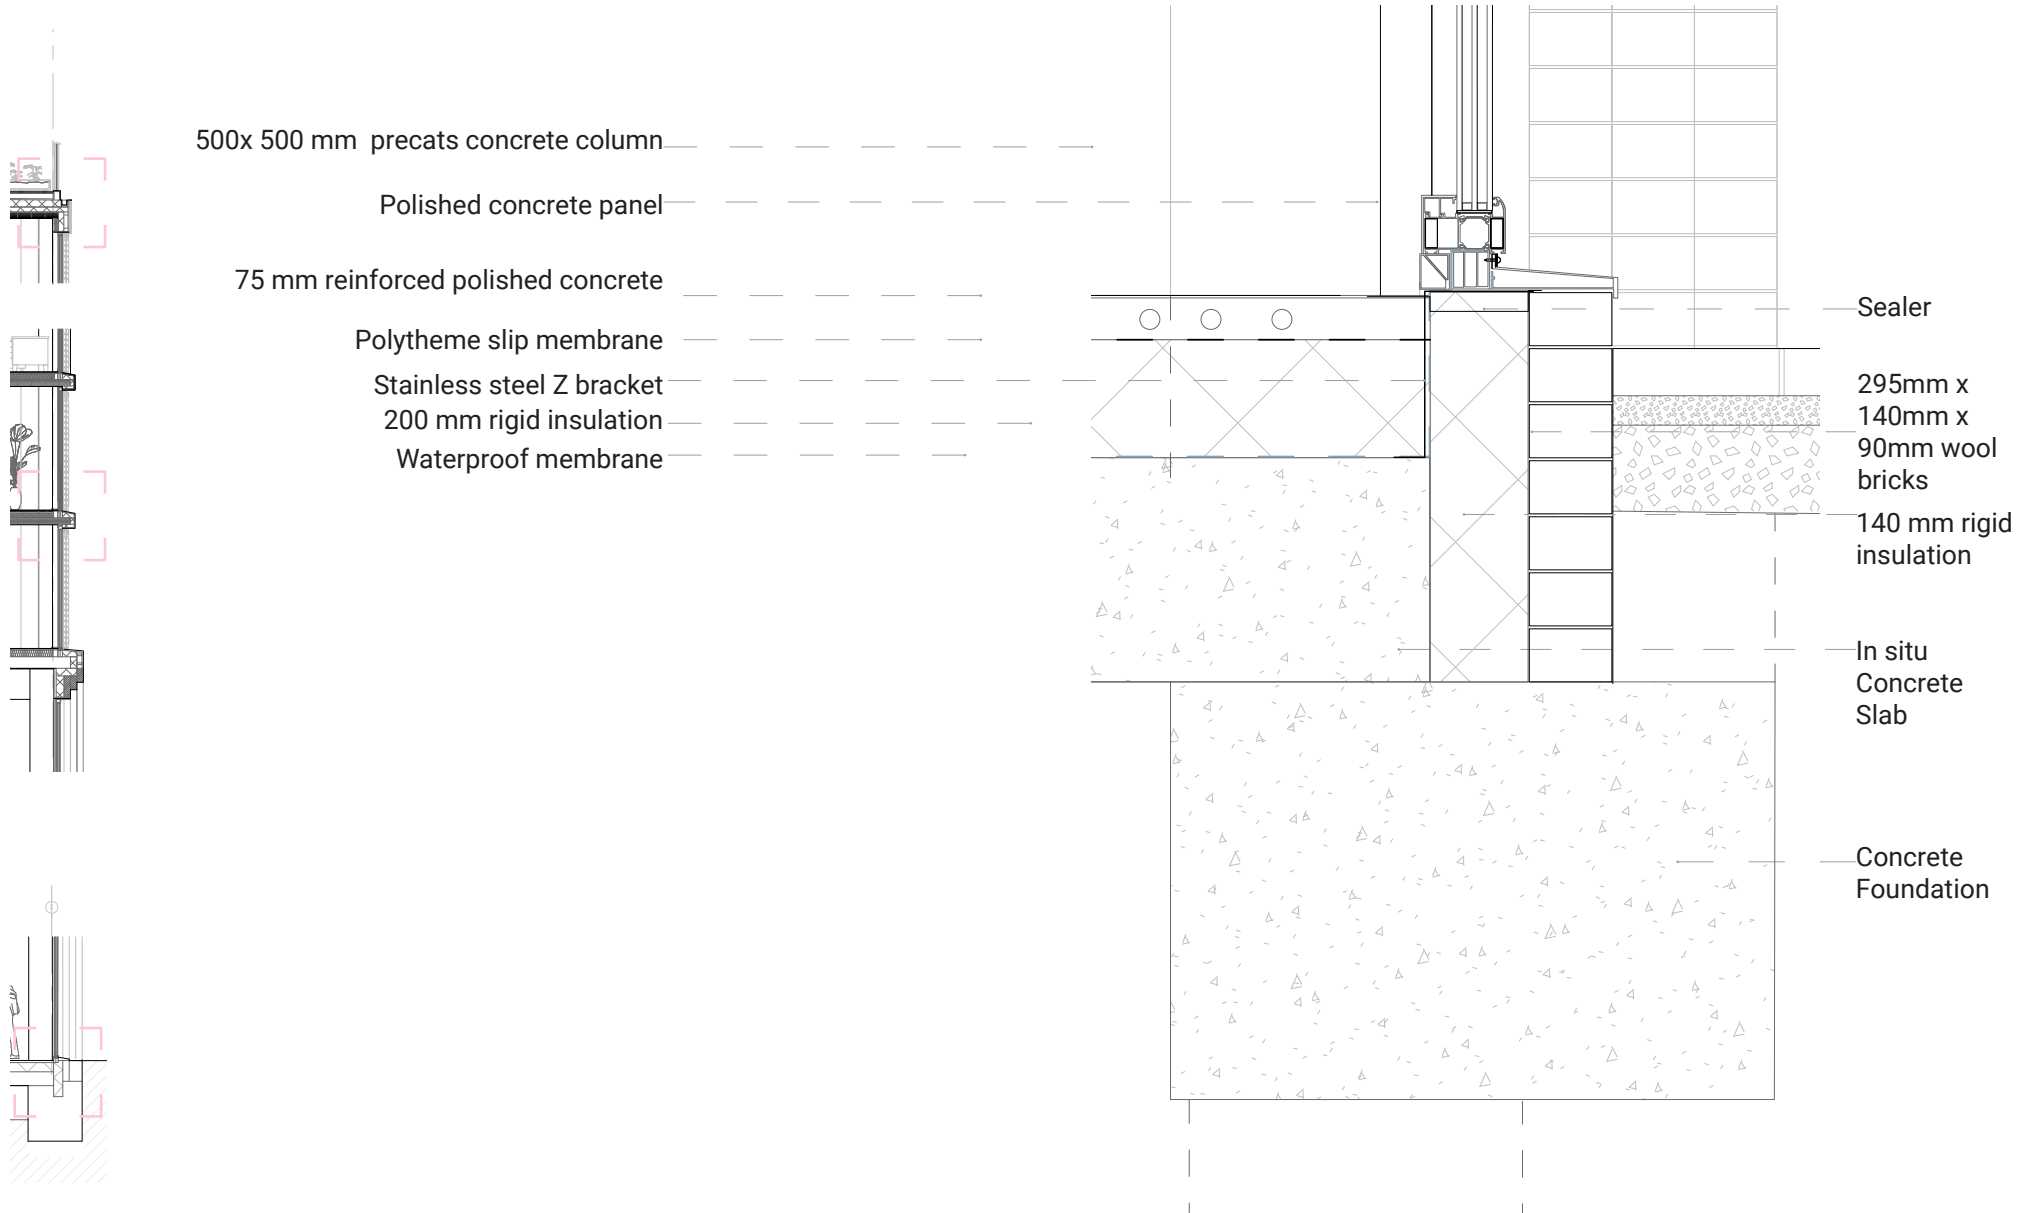 500x 500 mm  precats concrete column
Polished concrete panel
75 mm reinforced polished concrete
Polytheme slip membrane
Stainless steel Z bracket
200 mm rigid insulation
Waterproof membrane
Sealer
295mm x
140mm x
90mm wool
bricks
140 mm rigid
insulation
In situ
Concrete
Slab
Concrete
Foundation